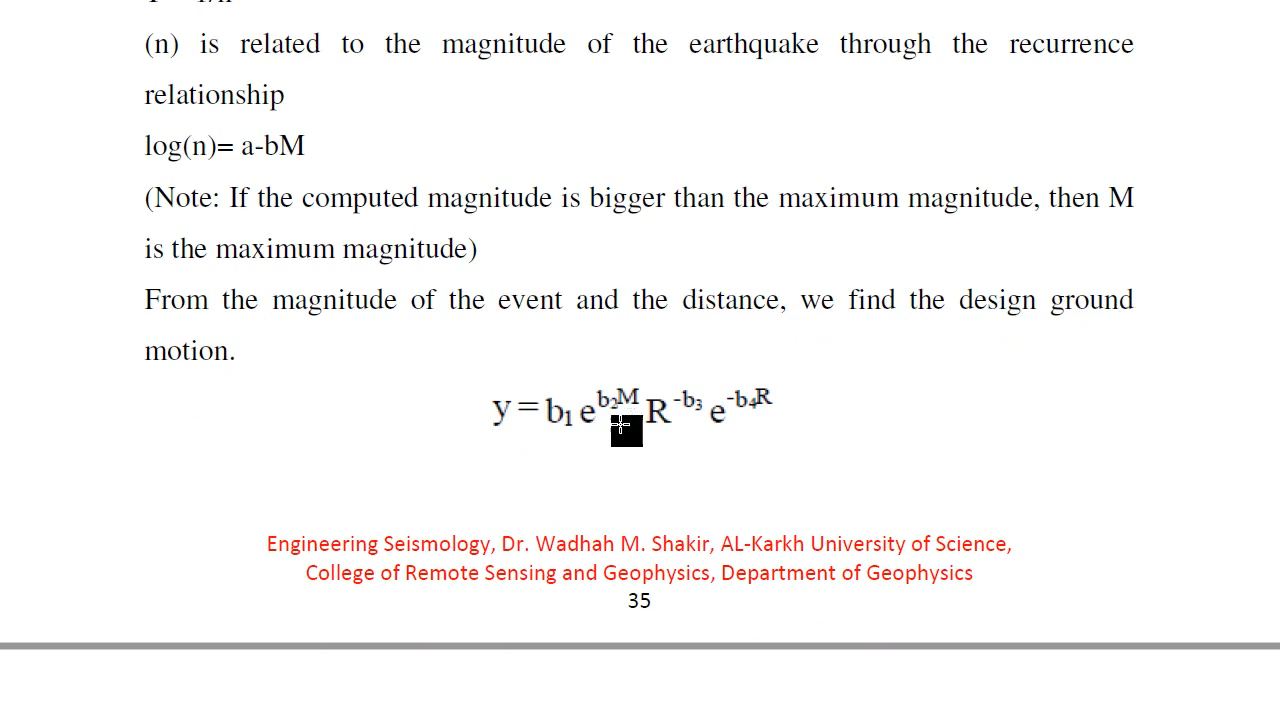 (n) is related to the magnitude of the earthquake through the recurrence
relationship
log(n)= a-bM
(Note: If the computed magnitude is bigger than the maximum magnitude, then M
is the maximum magnitude)
From the magnitude of the event and the distance, we find the design ground
motion.
y = b₁ e^{b₂M} R^{-b₃} e^{-b₄R}
Engineering Seismology, Dr. Wadhah M. Shakir, AL-Karkh University of Science,
College of Remote Sensing and Geophysics, Department of Geophysics
35